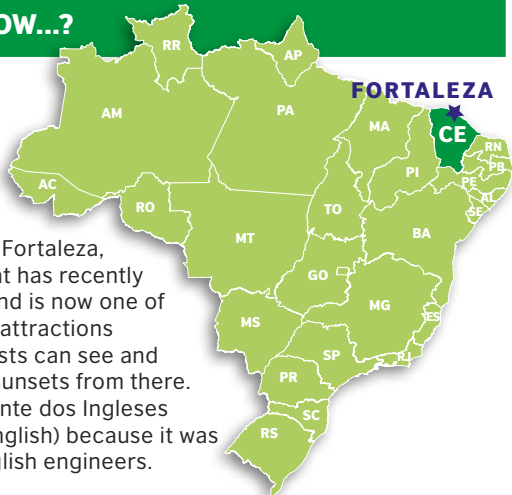 OW...?
RR
AP
FORTALEZA
AM
PA
MA
CE
RN
PB
PI
PE
AL
SE
AC
RO
TO
BA
MT
Fortaleza,
t has recently
GO
nd is now one of
MG
attractions
MS
ES
sts can see and
SP
RJ
unsets from there.
PR
nte dos Ingleses
SC
nglish) because it was
RS
glish engineers.